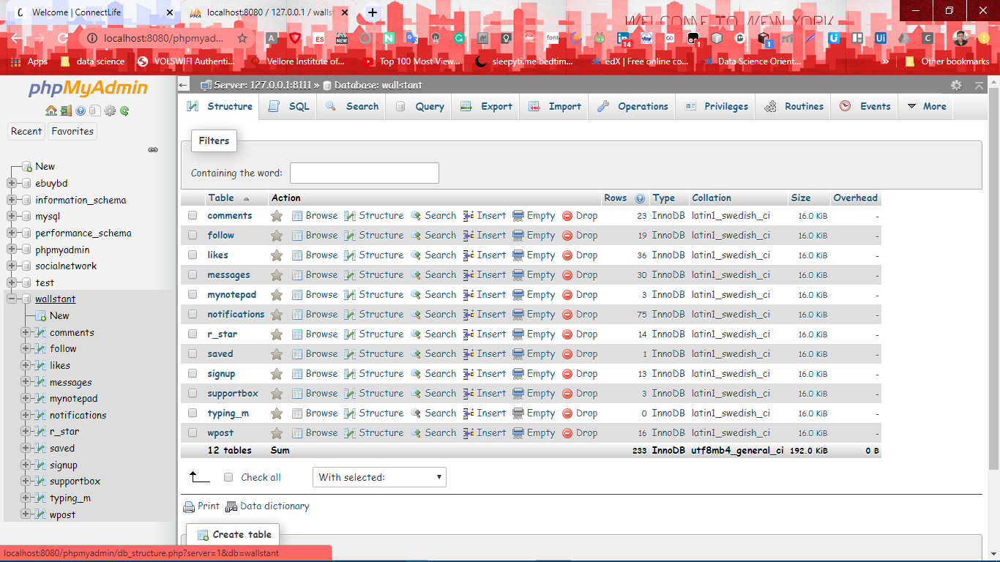 Welcome | ConnectLife
localhost:8080 / 127.0.0.1 / wallst
WELCOME TO NEW YORK
localhost:8080/phpmyad...
Apps data science VOLSWIFI Authenti... Vellore Institute of... Top 100 Most View... sleepyti.me bedtim... edX | Free online co... Data Science Orient... » Other bookmarks
phpMyAdmin
Recent Favorites
New
ebuybd
information_schema
mysql
performance_schema
phpmyadmin
socialnetwork
test
wallstant
New
comments
follow
likes
messages
mynotepad
notifications
r_star
saved
signup
supportbox
typing_m
wpost
Server: 127.0.0.1:8111 » Database: wallstant
Structure SQL Search Query Export Import Operations Privileges Routines Events More
Filters
Containing the word:
Table Action Rows Type Collation Size Overhead
comments Browse Structure Search Insert Empty Drop 23 InnoDB latin1_swedish_ci 16.0 KiB -
follow Browse Structure Search Insert Empty Drop 19 InnoDB latin1_swedish_ci 16.0 KiB -
likes Browse Structure Search Insert Empty Drop 36 InnoDB latin1_swedish_ci 16.0 KiB -
messages Browse Structure Search Insert Empty Drop 30 InnoDB latin1_swedish_ci 16.0 KiB -
mynotepad Browse Structure Search Insert Empty Drop 3 InnoDB latin1_swedish_ci 16.0 KiB -
notifications Browse Structure Search Insert Empty Drop 75 InnoDB latin1_swedish_ci 16.0 KiB -
r_star Browse Structure Search Insert Empty Drop 14 InnoDB latin1_swedish_ci 16.0 KiB -
saved Browse Structure Search Insert Empty Drop 1 InnoDB latin1_swedish_ci 16.0 KiB -
signup Browse Structure Search Insert Empty Drop 13 InnoDB latin1_swedish_ci 16.0 KiB -
supportbox Browse Structure Search Insert Empty Drop 3 InnoDB latin1_swedish_ci 16.0 KiB -
typing_m Browse Structure Search Insert Empty Drop 0 InnoDB latin1_swedish_ci 16.0 KiB -
wpost Browse Structure Search Insert Empty Drop 16 InnoDB latin1_swedish_ci 16.0 KiB -
12 tables Sum 233 InnoDB utf8mb4_general_ci 192.0 KiB 0 B
Check all With selected:
Print Data dictionary
Create table
localhost:8080/phpmyadmin/db_structure.php?server=1&db=wallstant